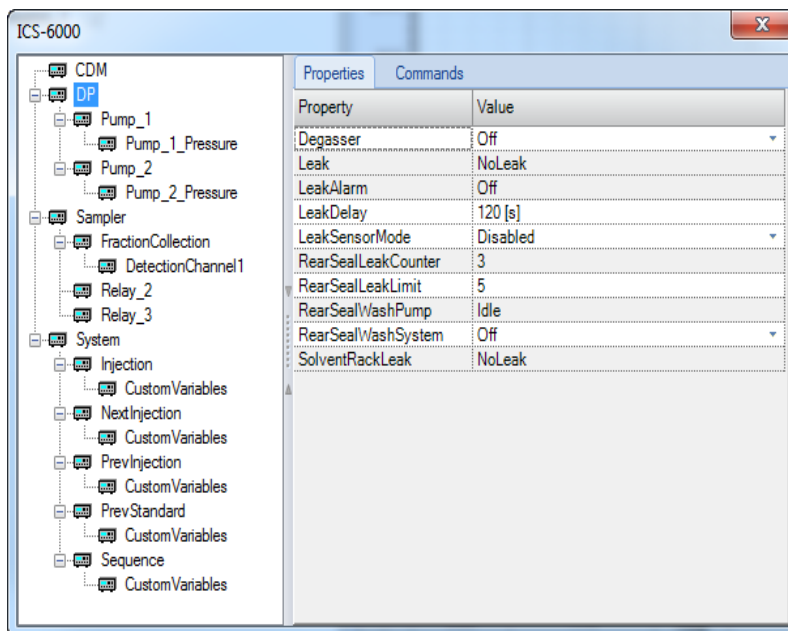 ICS-6000
x
CDM
DP
Pump_1
Pump_1_Pressure
Pump_2
Pump_2_Pressure
Sampler
FractionCollection
DetectionChannel1
Relay_2
Relay_3
System
Injection
CustomVariables
NextInjection
CustomVariables
PrevInjection
CustomVariables
PrevStandard
CustomVariables
Sequence
CustomVariables
Properties Commands
Property Value
Degasser Off
Leak NoLeak
LeakAlarm Off
LeakDelay 120 [s]
LeakSensorMode Disabled
RearSealLeakCounter 3
RearSealLeakLimit 5
RearSealWashPump Idle
RearSealWashSystem Off
SolventRackLeak NoLeak